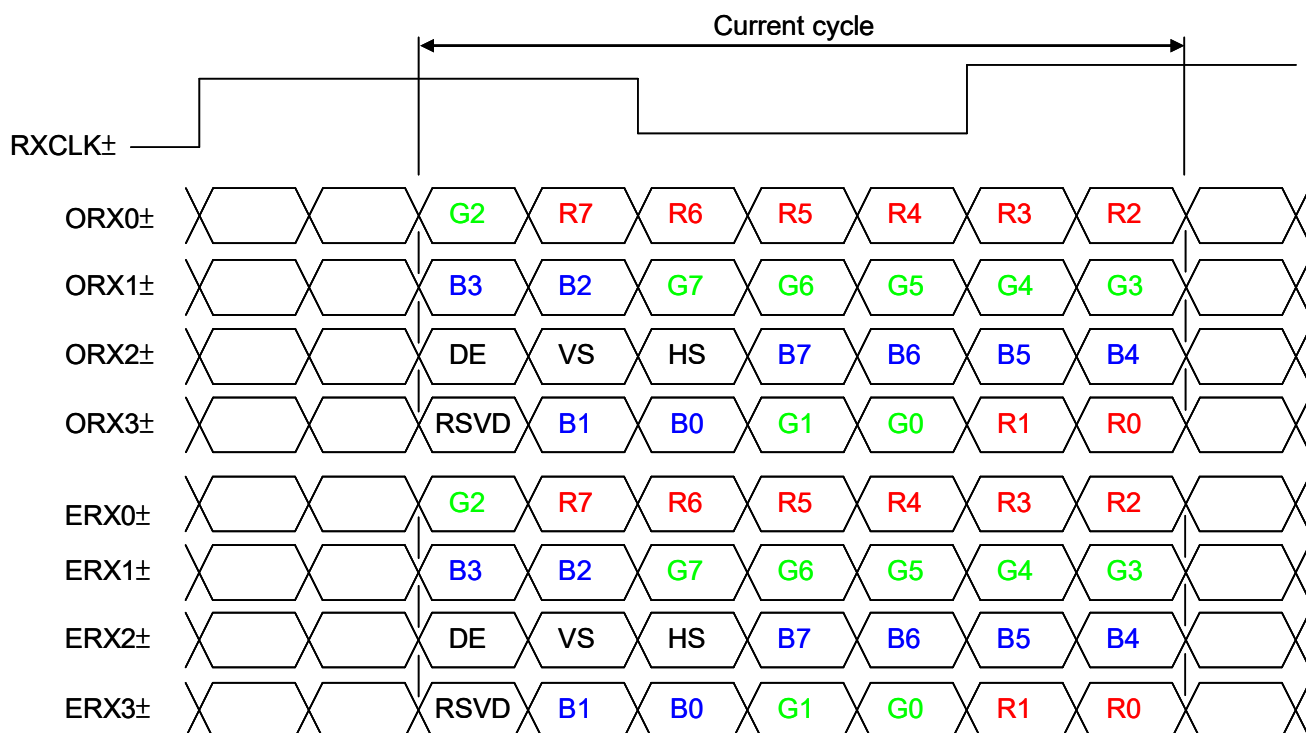 Current cycle
RXCLK±
ORX0± G2 R7 R6 R5 R4 R3 R2
ORX1± B3 B2 G7 G6 G5 G4 G3
ORX2± DE VS HS B7 B6 B5 B4
ORX3± RSVD B1 B0 G1 G0 R1 R0
ERX0± G2 R7 R6 R5 R4 R3 R2
ERX1± B3 B2 G7 G6 G5 G4 G3
ERX2± DE VS HS B7 B6 B5 B4
ERX3± RSVD B1 B0 G1 G0 R1 R0